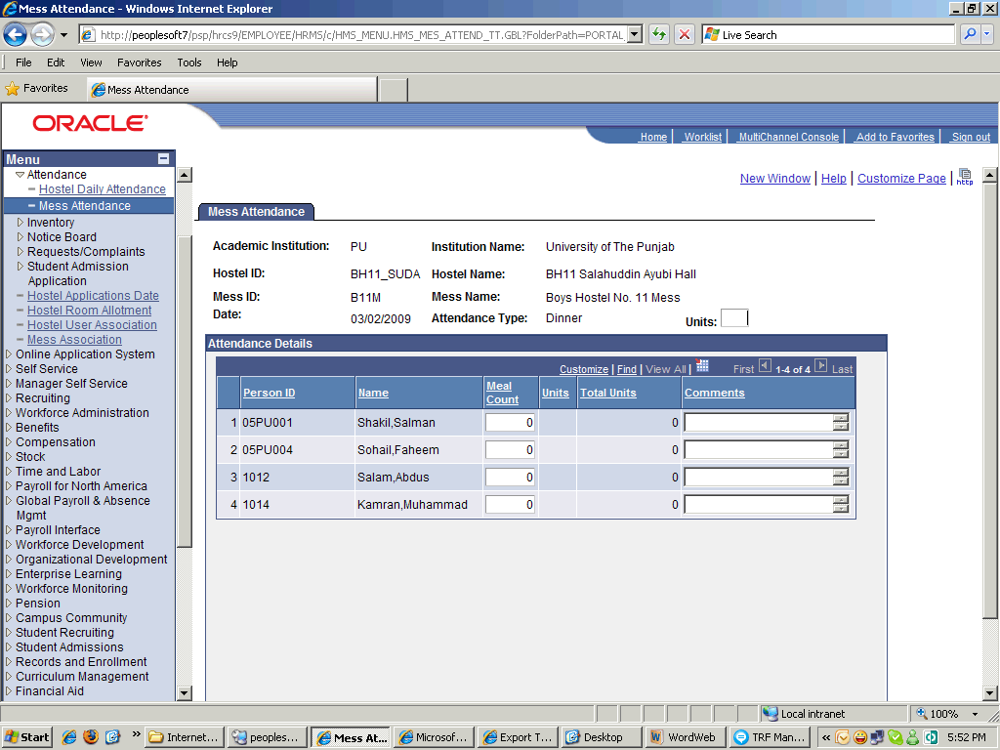 Mess Attendance - Windows Internet Explorer
http://peoplesoft7/psp/hrcs9/EMPLOYEE/HRMS/c/HMS_MENU.HMS_MES_ATTEND_TT.GBL?FolderPath=PORTAL
Live Search
File Edit View Favorites Tools Help
Favorites Mess Attendance
ORACLE®
Home Worklist MultiChannel Console Add to Favorites Sign out
Menu
Attendance
Hostel Daily Attendance
Mess Attendance
Inventory
Notice Board
Requests/Complaints
Student Admission
Application
Hostel Applications Date
Hostel Room Allotment
Hostel User Association
Mess Association
Online Application System
Self Service
Manager Self Service
Recruiting
Workforce Administration
Benefits
Compensation
Stock
Time and Labor
Payroll for North America
Global Payroll & Absence
Mgmt
Payroll Interface
Workforce Development
Organizational Development
Enterprise Learning
Workforce Monitoring
Pension
Campus Community
Student Recruiting
Student Admissions
Records and Enrollment
Curriculum Management
Financial Aid
New Window | Help | Customize Page | http
Mess Attendance
Academic Institution: PU Institution Name: University of The Punjab
Hostel ID: BH11_SUDA Hostel Name: BH11 Salahuddin Ayubi Hall
Mess ID: B11M Mess Name: Boys Hostel No. 11 Mess
Date: 03/02/2009 Attendance Type: Dinner Units:
Attendance Details
Customize | Find | View All | First 1-4 of 4 Last
Person ID Name Meal Count Units Total Units Comments
1 05PU001 Shakil,Salman 0 0
2 05PU004 Sohail,Faheem 0 0
3 1012 Salam,Abdus 0 0
4 1014 Kamran,Muhammad 0 0
Local intranet 100%
Start » Internet... peoples... Mess At... Microsof... Export T... Desktop WordWeb TRF Man... « 5:52 PM